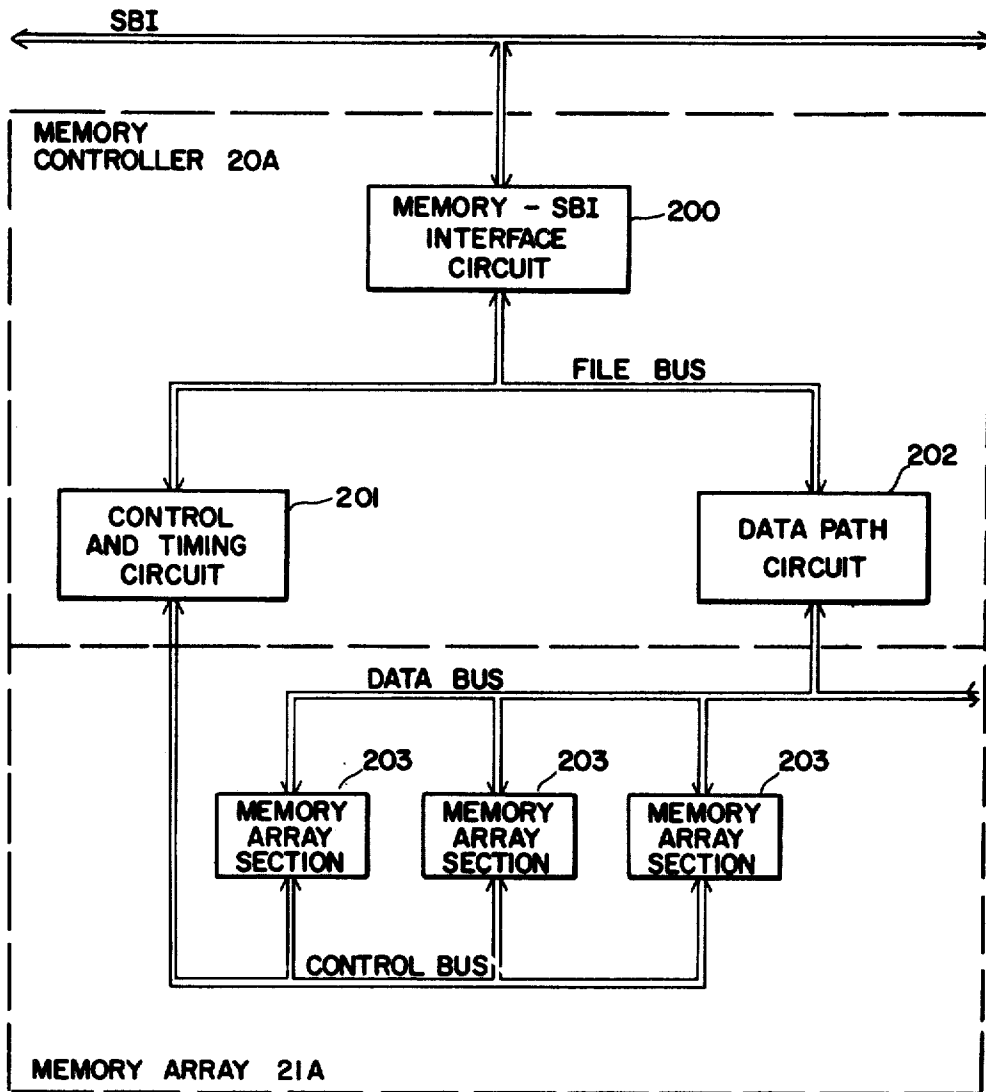 SBI
MEMORY
CONTROLLER 20A
MEMORY - SBI
INTERFACE
CIRCUIT
200
FILE BUS
CONTROL
AND TIMING
CIRCUIT
201
DATA PATH
CIRCUIT
202
DATA BUS
203
203
203
MEMORY
ARRAY
SECTION
MEMORY
ARRAY
SECTION
MEMORY
ARRAY
SECTION
CONTROL BUS
MEMORY ARRAY 21A